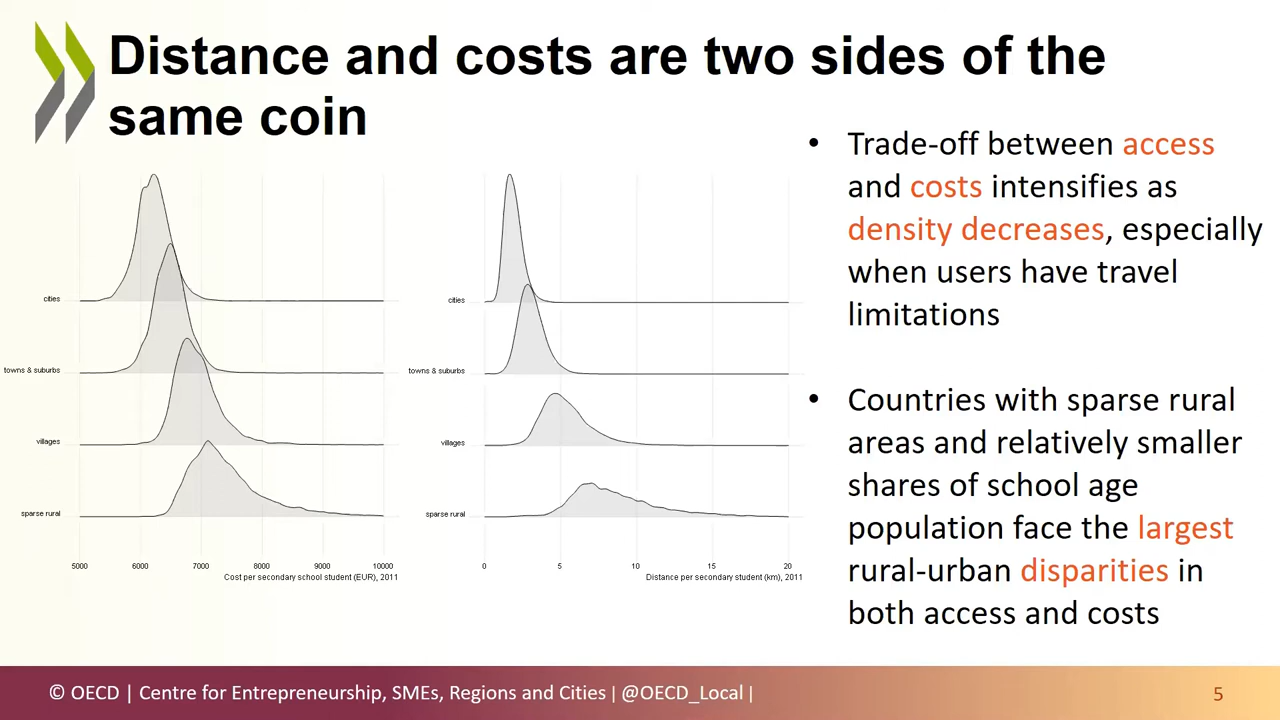 Distance and costs are two sides of the
same coin
cities
towns & suburbs
villages
sparse rural
5000 6000 7000 8000 9000 10000
Cost per secondary school student (EUR), 2011
cities
towns & suburbs
villages
sparse rural
0 5 10 15 20
Distance per secondary student (km), 2011
• Trade-off between access
and costs intensifies as
density decreases, especially
when users have travel
limitations
• Countries with sparse rural
areas and relatively smaller
shares of school age
population face the largest
rural-urban disparities in
both access and costs
© OECD | Centre for Entrepreneurship, SMEs, Regions and Cities | @OECD_Local |
5